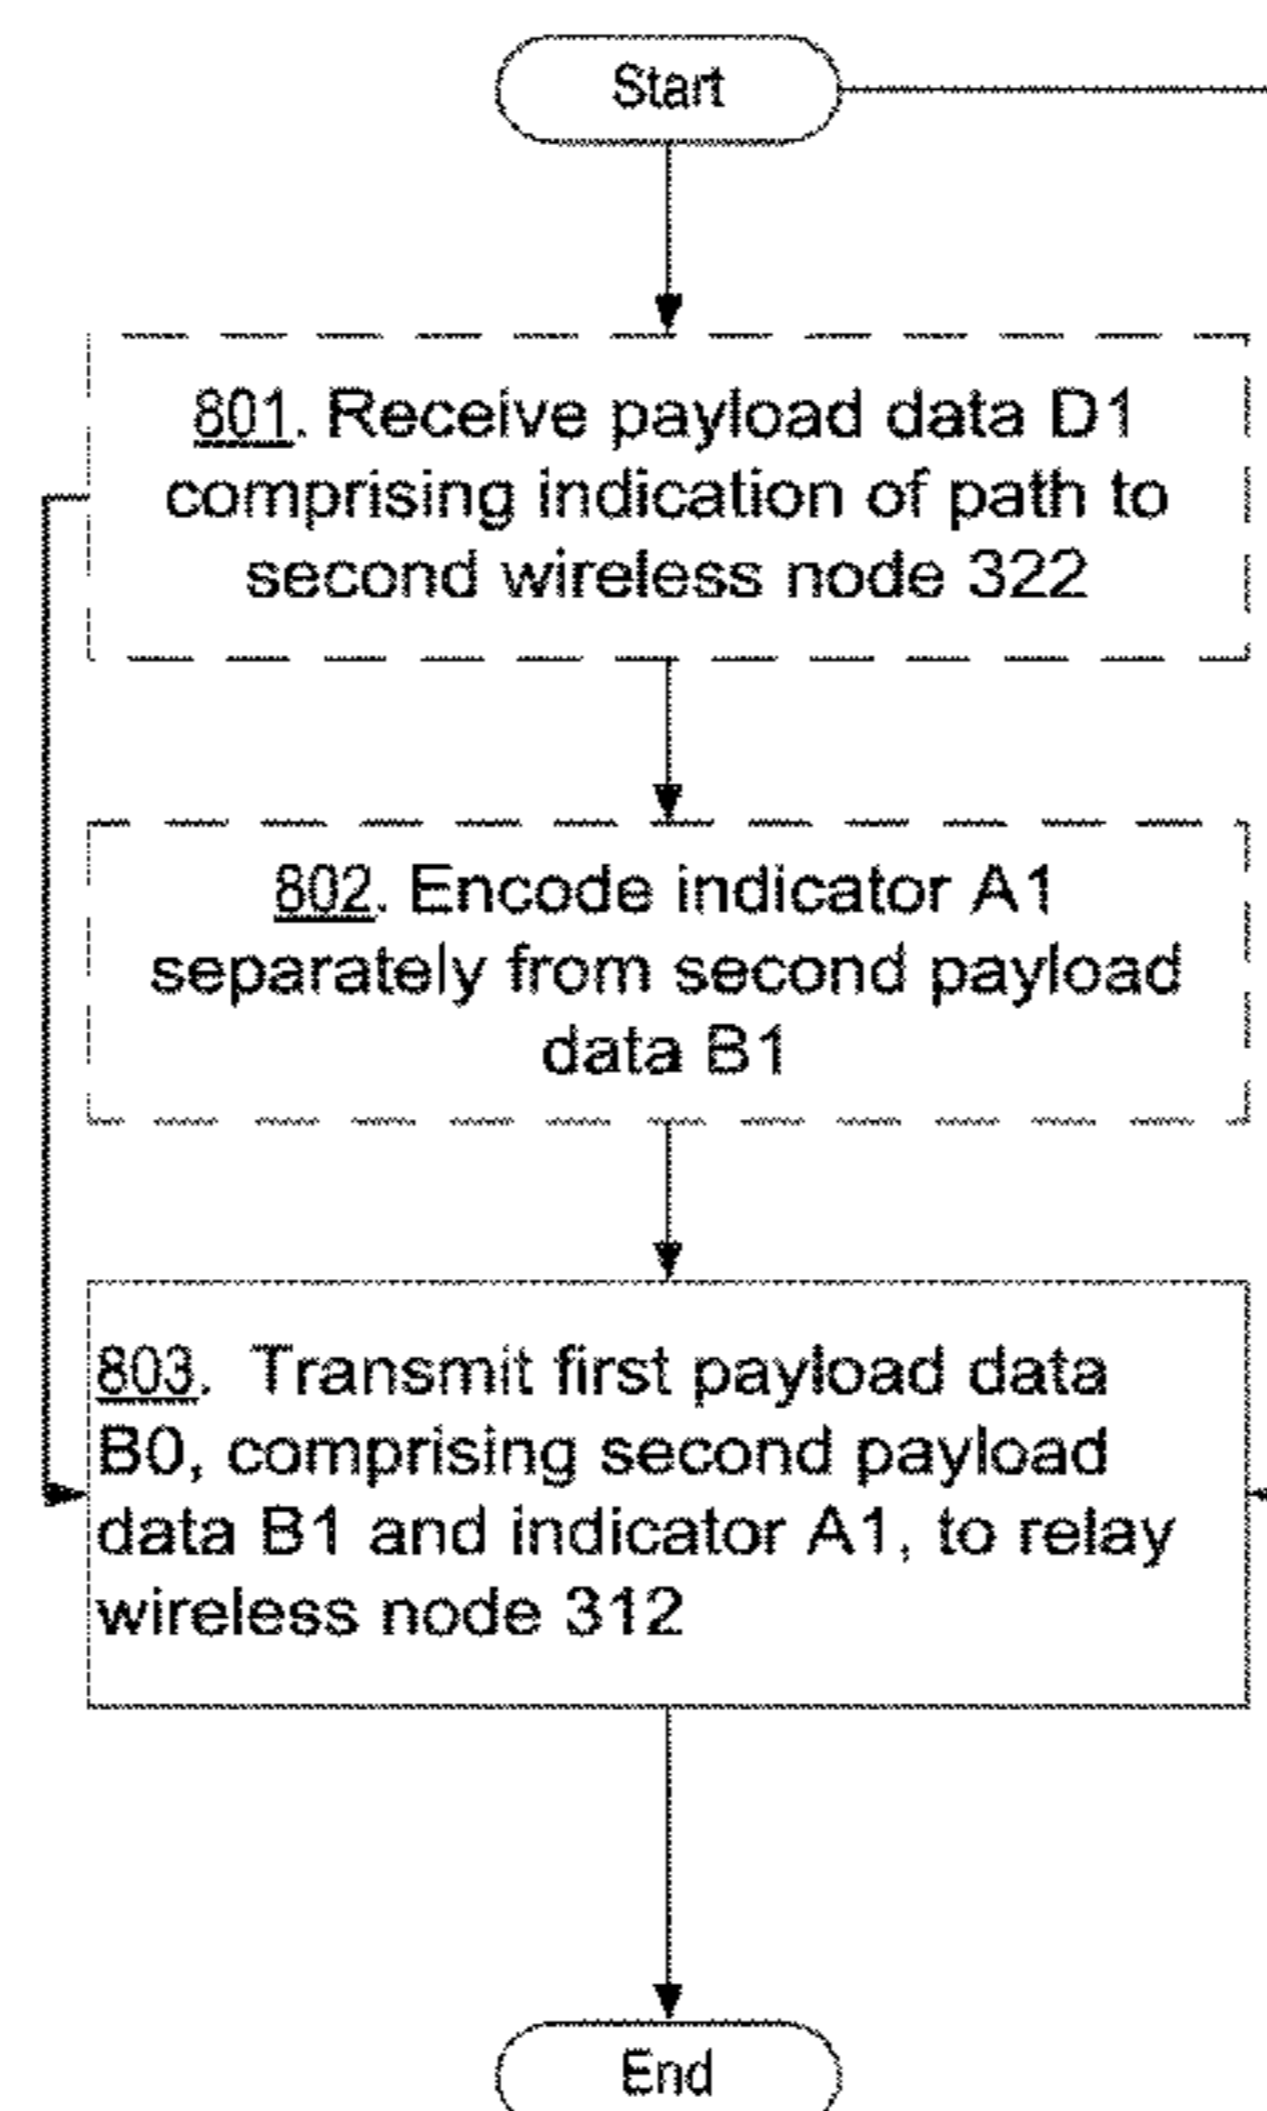 Start
801. Receive payload data D1
comprising indication of path to
second wireless node 322
802. Encode indicator A1
separately from second payload
data B1
803. Transmit first payload data
B0, comprising second payload
data B1 and indicator A1, to relay
wireless node 312
End